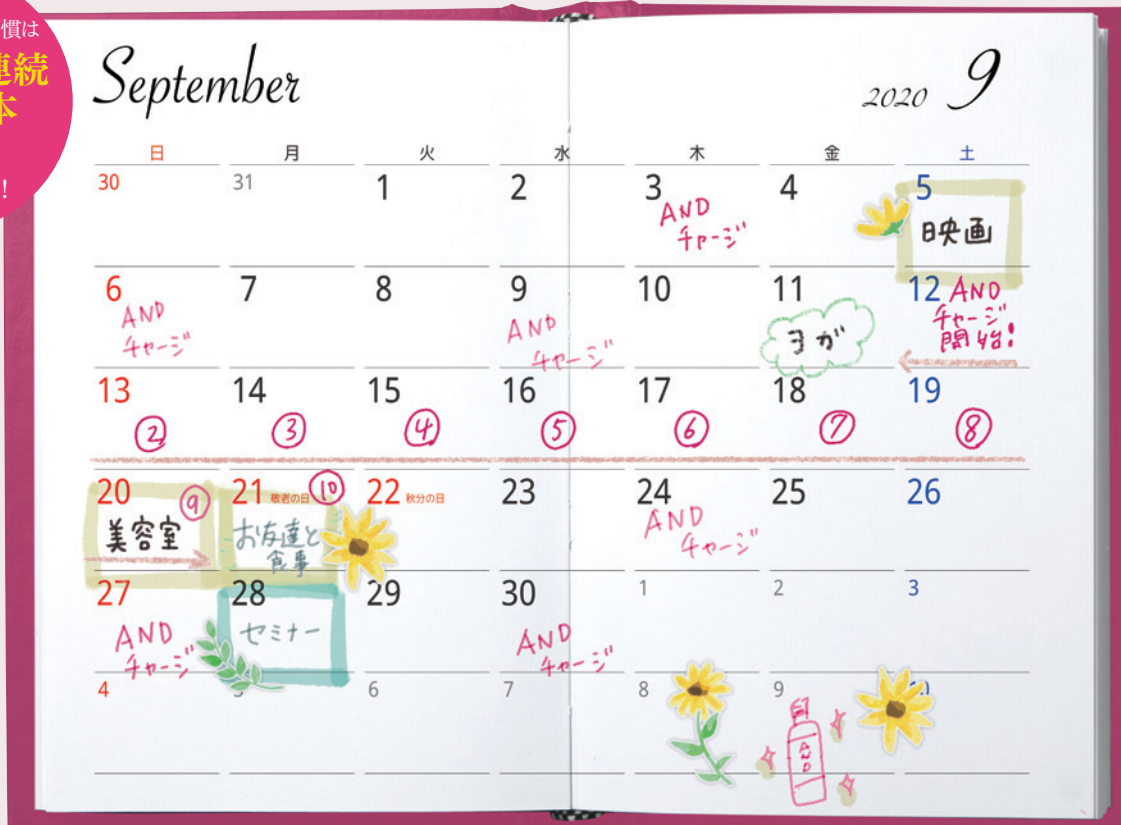 慣は
連続
本
!
September
2020 9
日 月 火 水 木 金 土
30 31 1 2 3 4 5
AND
チャージ
映画
6 7 8 9 10 11 12
AND
チャージ
AND
チャージ
ヨガ
AND
チャージ
開始!
13 14 15 16 17 18 19
② ③ ④ ⑤ ⑥ ⑦ ⑧
20 21 敬老の日 22 秋分の日 23 24 25 26
⑨ ⑩
美容室
お友達と
食事
AND
チャージ
27 28 29 30 1 2 3
AND
チャージ
セミナー
AND
チャージ
4 5 6 7 8 9 10
AND